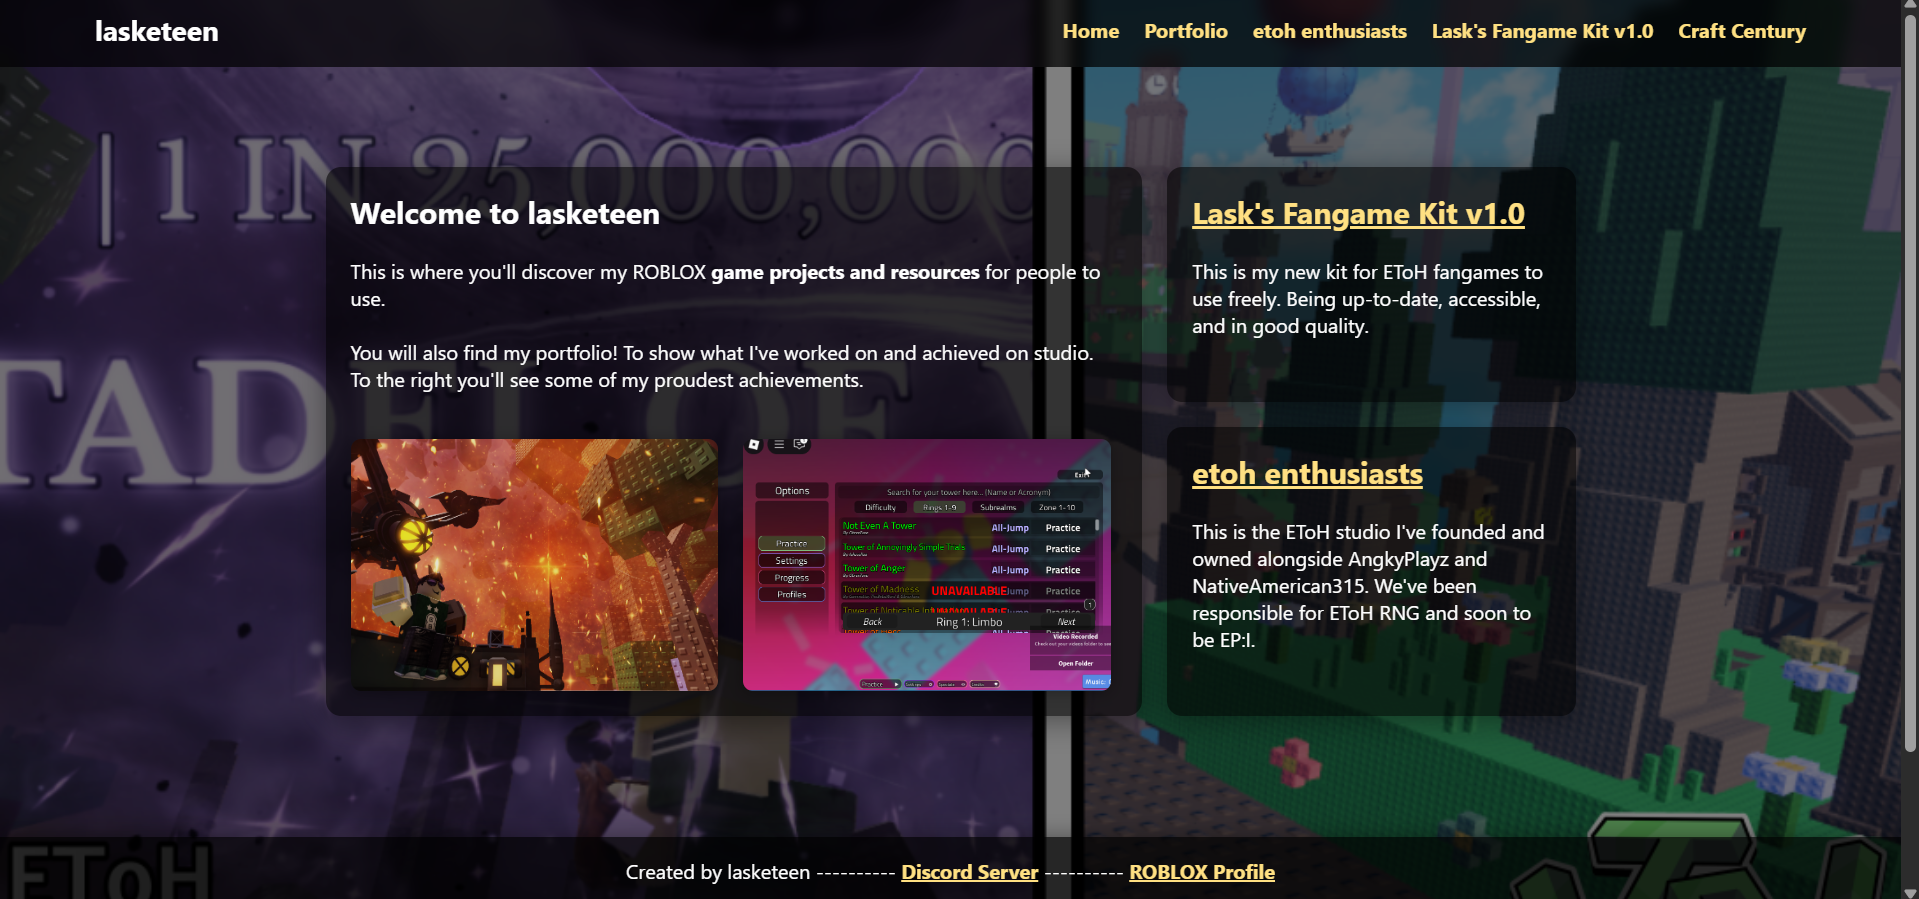 lasketeen
Home Portfolio etoh enthusiasts Lask's Fangame Kit v1.0 Craft Century
| 1 IN 25,000,000
Welcome to lasketeen
This is where you'll discover my ROBLOX game projects and resources for people to
use.
You will also find my portfolio! To show what I've worked on and achieved on studio.
To the right you'll see some of my proudest achievements.
Exit
Options
Search for your tower here... (Name or Acronym)
Difficulty Rings 1-9 Subrealms Zone 1-10
Not Even A Tower All-Jump Practice
Tower of Annoyingly Simple Trials All-Jump Practice
Tower of Anger All-Jump Practice
Tower of Madness UNAVAILABLE Jump Practice
Practice
Settings
Progress
Profiles
Back Ring 1: Limbo Next
Video Recorded
Open Folder
Practice
Music:
Lask's Fangame Kit v1.0
This is my new kit for EToH fangames to
use freely. Being up-to-date, accessible,
and in good quality.
etoh enthusiasts
This is the EToH studio I've founded and
owned alongside AngkyPlayz and
NativeAmerican315. We've been
responsible for EToH RNG and soon to
be EP:I.
TADEL OF
EToH
Created by lasketeen ---------- Discord Server ---------- ROBLOX Profile